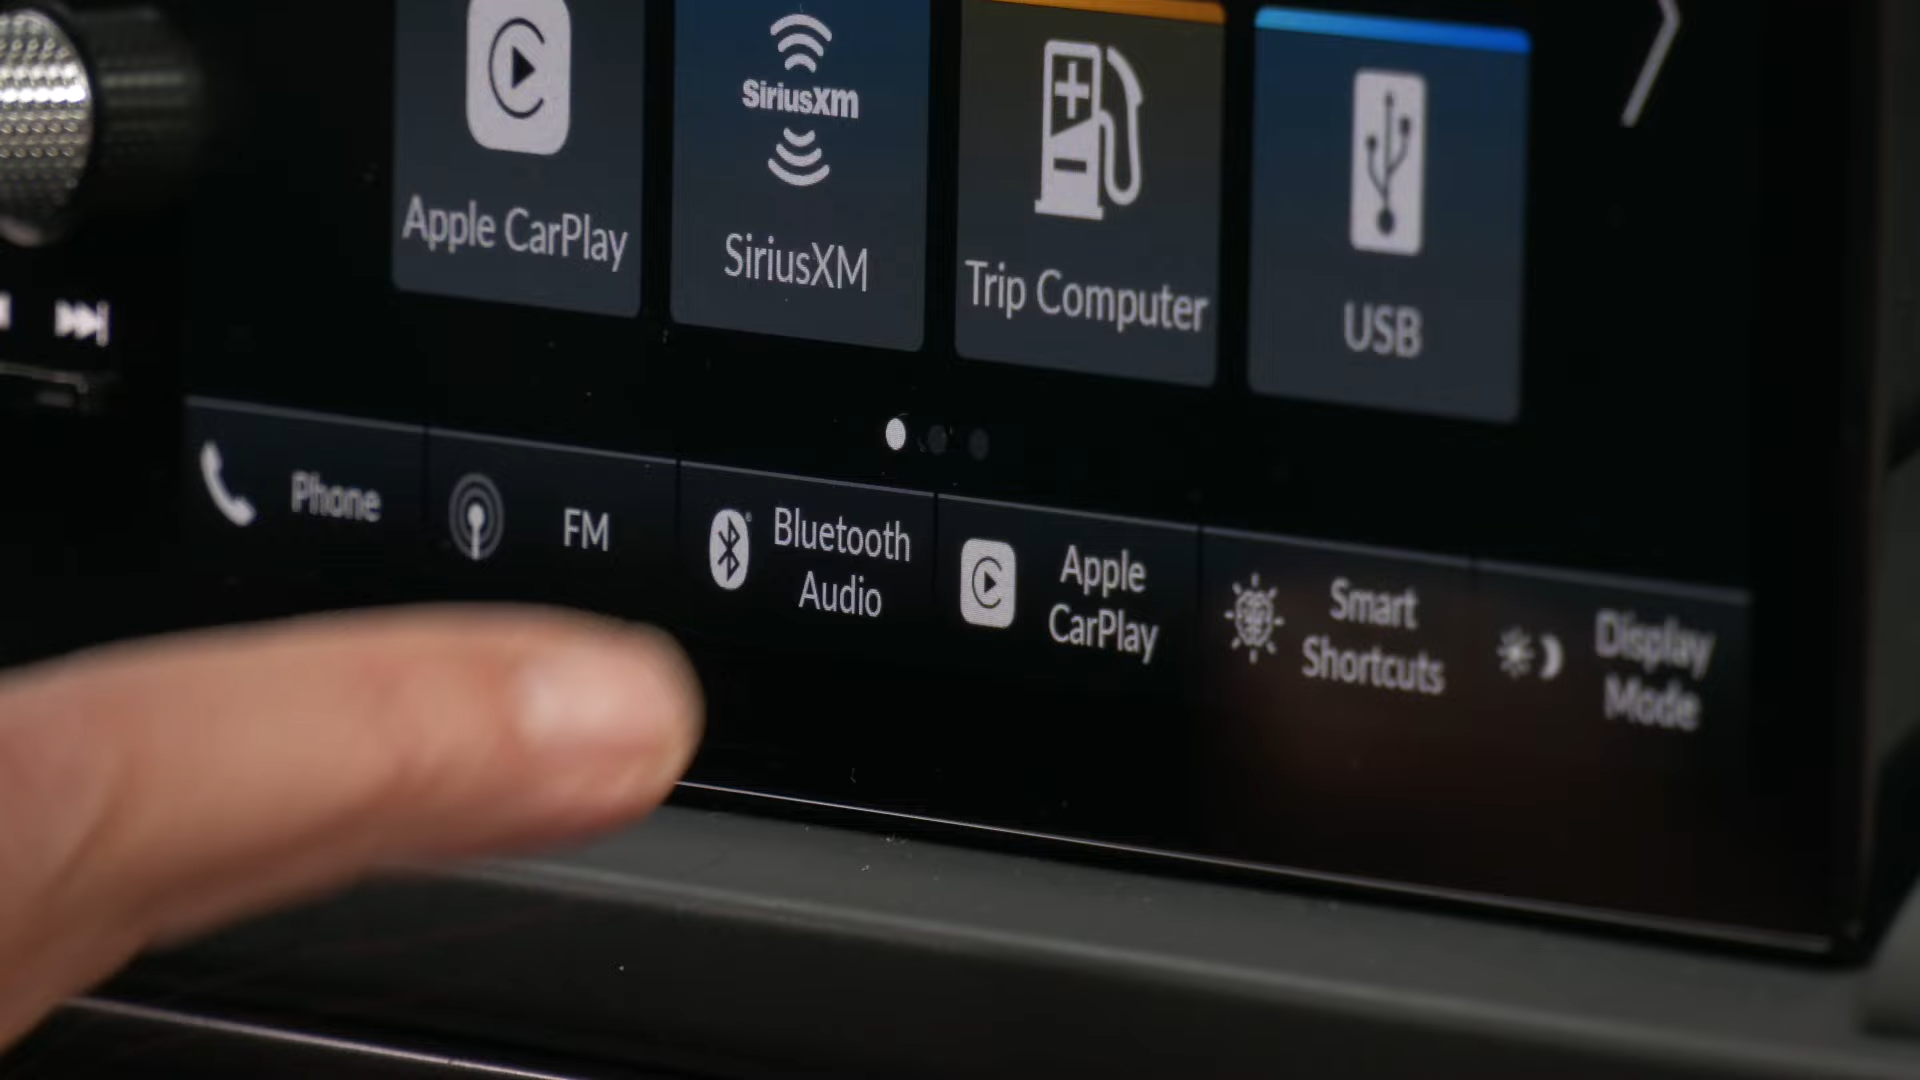 SiriusXM
Apple CarPlay
SiriusXM
Trip Computer
USB
Phone
FM
Bluetooth
Audio
Apple
CarPlay
Smart
Shortcuts
Display
Mode